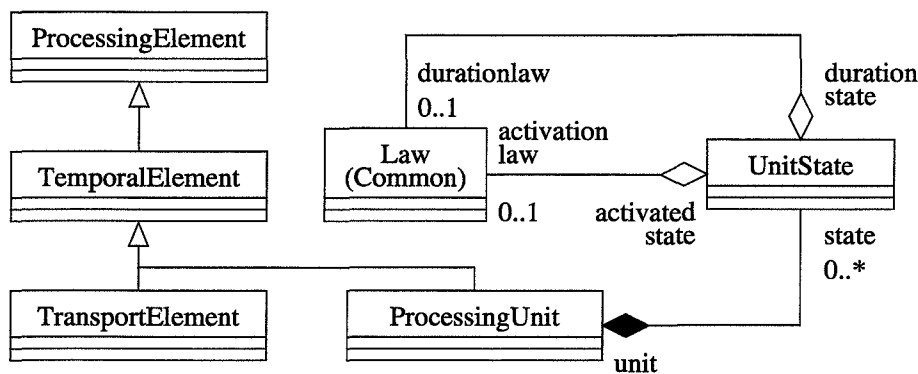 ProcessingElement
durationlaw
0..1
duration
state
activation
law
Law
(Common)
UnitState
TemporalElement
0..1
activated
state
state
0..*
TransportElement
ProcessingUnit
unit